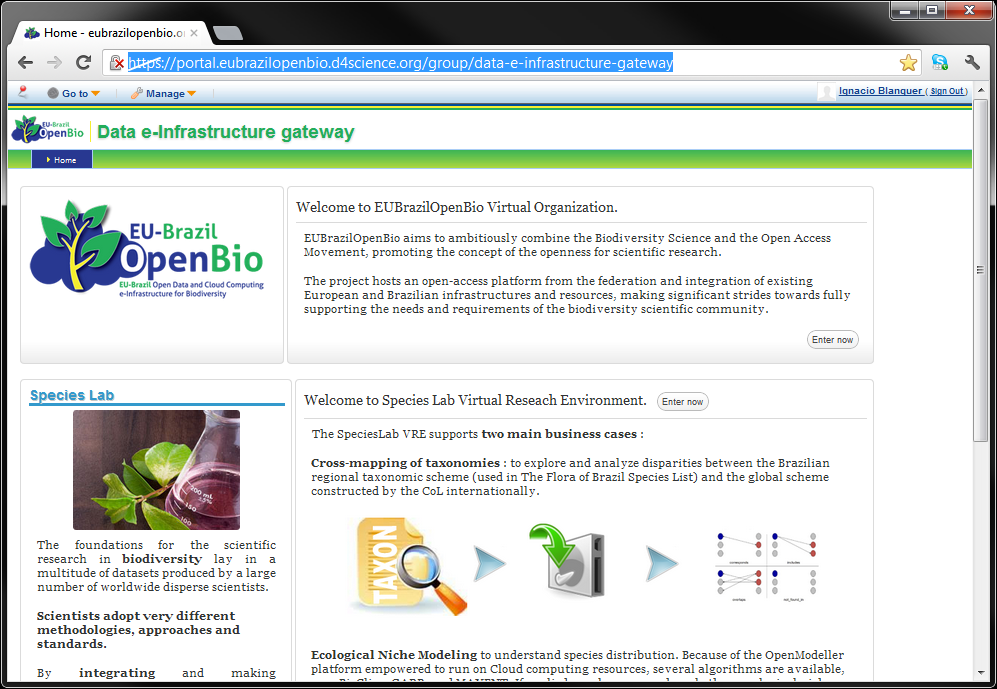 Home - eubrazilopenbio.o
https://portal.eubrazilopenbio.d4science.org/group/data-e-infrastructure-gateway
Go to Manage Ignacio Blanquer ( Sign Out )
EU-Brazil
OpenBio
Data e-Infrastructure gateway
Home
EU-Brazil
OpenBio
EU-Brazil Open Data and Cloud Computing
e-Infrastructure for Biodiversity
Welcome to EUBrazilOpenBio Virtual Organization.
EUBrazilOpenBio aims to ambitiously combine the Biodiversity Science and the Open Access
Movement, promoting the concept of the openness for scientific research.
The project hosts an open-access platform from the federation and integration of existing
European and Brazilian infrastructures and resources, making significant strides towards fully
supporting the needs and requirements of the biodiversity scientific community.
Enter now
Species Lab
200 mL
150
100
The foundations for the scientific
research in biodiversity lay in a
multitude of datasets produced by a large
number of worldwide disperse scientists.
Scientists adopt very different
methodologies, approaches and
standards.
By integrating and making
Welcome to Species Lab Virtual Reseach Environment. Enter now
The SpeciesLab VRE supports two main business cases :
Cross-mapping of taxonomies : to explore and analyze disparities between the Brazilian
regional taxonomic scheme (used in The Flora of Brazil Species List) and the global scheme
constructed by the CoL internationally.
TAXON
corresponds includes
overlaps not_found_in
Ecological Niche Modeling to understand species distribution. Because of the OpenModeller
platform empowered to run on Cloud computing resources, several algorithms are available,